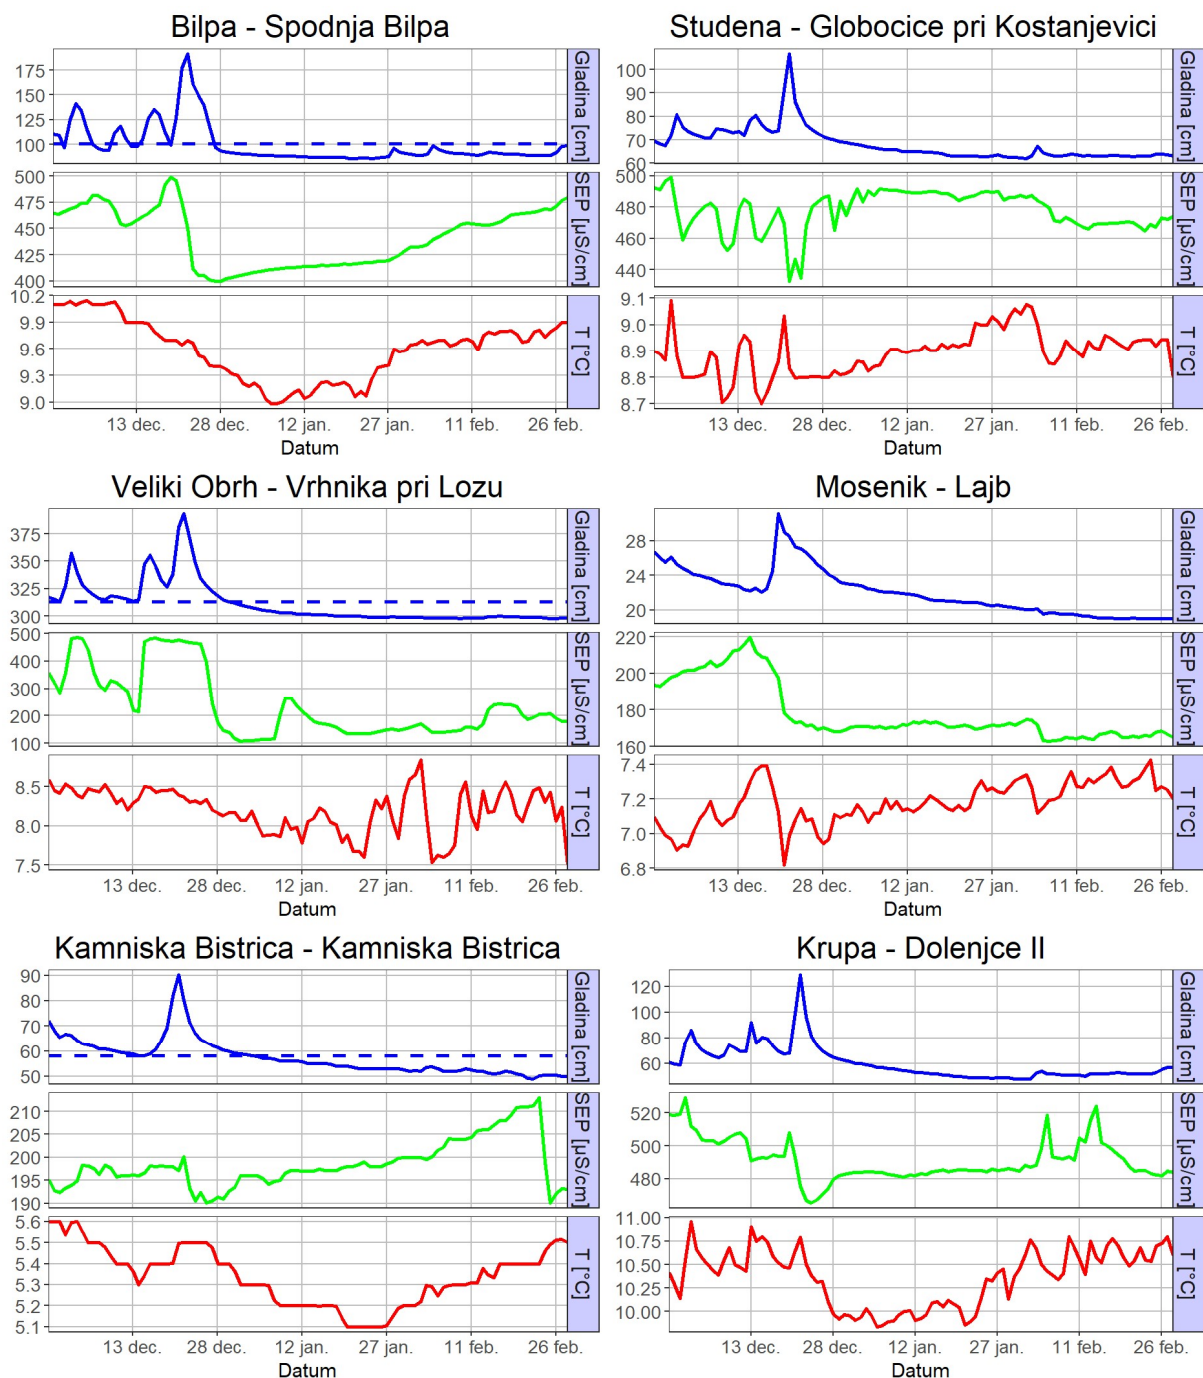 Bilpa - Spodnja Bilpa
175
150
125
100
Gladina [cm]
500
475
450
425
400
SEP [µS/cm]
10.2
9.9
9.6
9.3
9.0
T [°C]
13 dec. 28 dec. 12 jan. 27 jan. 11 feb. 26 feb.
Datum
Studena - Globocice pri Kostanjevici
100
90
80
70
60
Gladina [cm]
500
480
460
440
SEP [µS/cm]
9.1
9.0
8.9
8.8
8.7
T [°C]
13 dec. 28 dec. 12 jan. 27 jan. 11 feb. 26 feb.
Datum
Veliki Obrh - Vrhnika pri Lozu
375
350
325
300
Gladina [cm]
500
400
300
200
100
SEP [µS/cm]
8.5
8.0
7.5
T [°C]
13 dec. 28 dec. 12 jan. 27 jan. 11 feb. 26 feb.
Datum
Mosenik - Lajb
28
24
20
Gladina [cm]
220
200
180
160
SEP [µS/cm]
7.4
7.2
7.0
6.8
T [°C]
13 dec. 28 dec. 12 jan. 27 jan. 11 feb. 26 feb.
Datum
Kamniska Bistrica - Kamniska Bistrica
90
80
70
60
50
Gladina [cm]
210
205
200
195
190
SEP [µS/cm]
5.6
5.5
5.4
5.3
5.2
5.1
T [°C]
13 dec. 28 dec. 12 jan. 27 jan. 11 feb. 26 feb.
Datum
Krupa - Dolenjce II
120
100
80
60
Gladina [cm]
520
500
480
SEP [µS/cm]
11.00
10.75
10.50
10.25
10.00
T [°C]
13 dec. 28 dec. 12 jan. 27 jan. 11 feb. 26 feb.
Datum